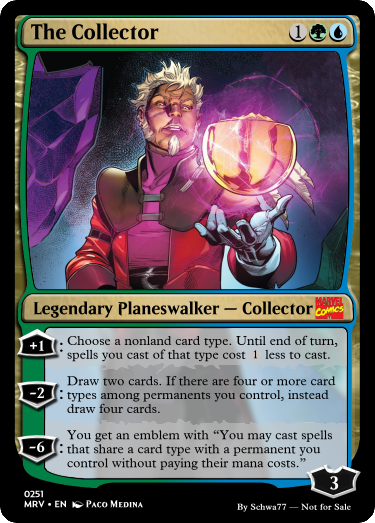 The Collector 1
Legendary Planeswalker — Collector MARVEL COMICS
+1: Choose a nonland card type. Until end of turn,
spells you cast of that type cost 1 less to cast.
-2: Draw two cards. If there are four or more card
types among permanents you control, instead
draw four cards.
-6: You get an emblem with “You may cast spells
that share a card type with a permanent you
control without paying their mana costs.”
3
0251
MRV • EN Paco Medina
By Schwa77 — Not for Sale